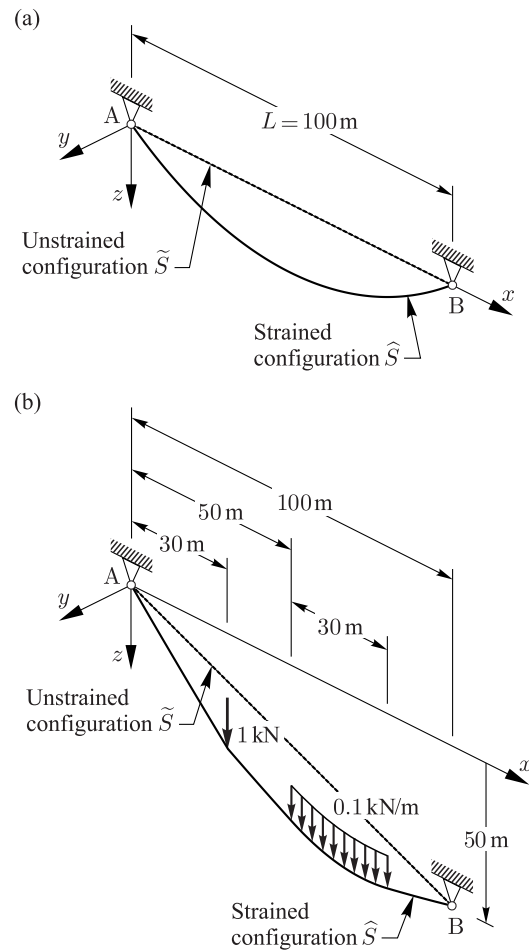 (a)
L = 100 m
A
y
z
Unstrained
configuration S̃
B
x
Strained
configuration Ŝ
(b)
100 m
50 m
30 m
A
30 m
y
z
Unstrained
configuration S̃
1 kN
x
0.1 kN/m
50 m
B
Strained
configuration Ŝ